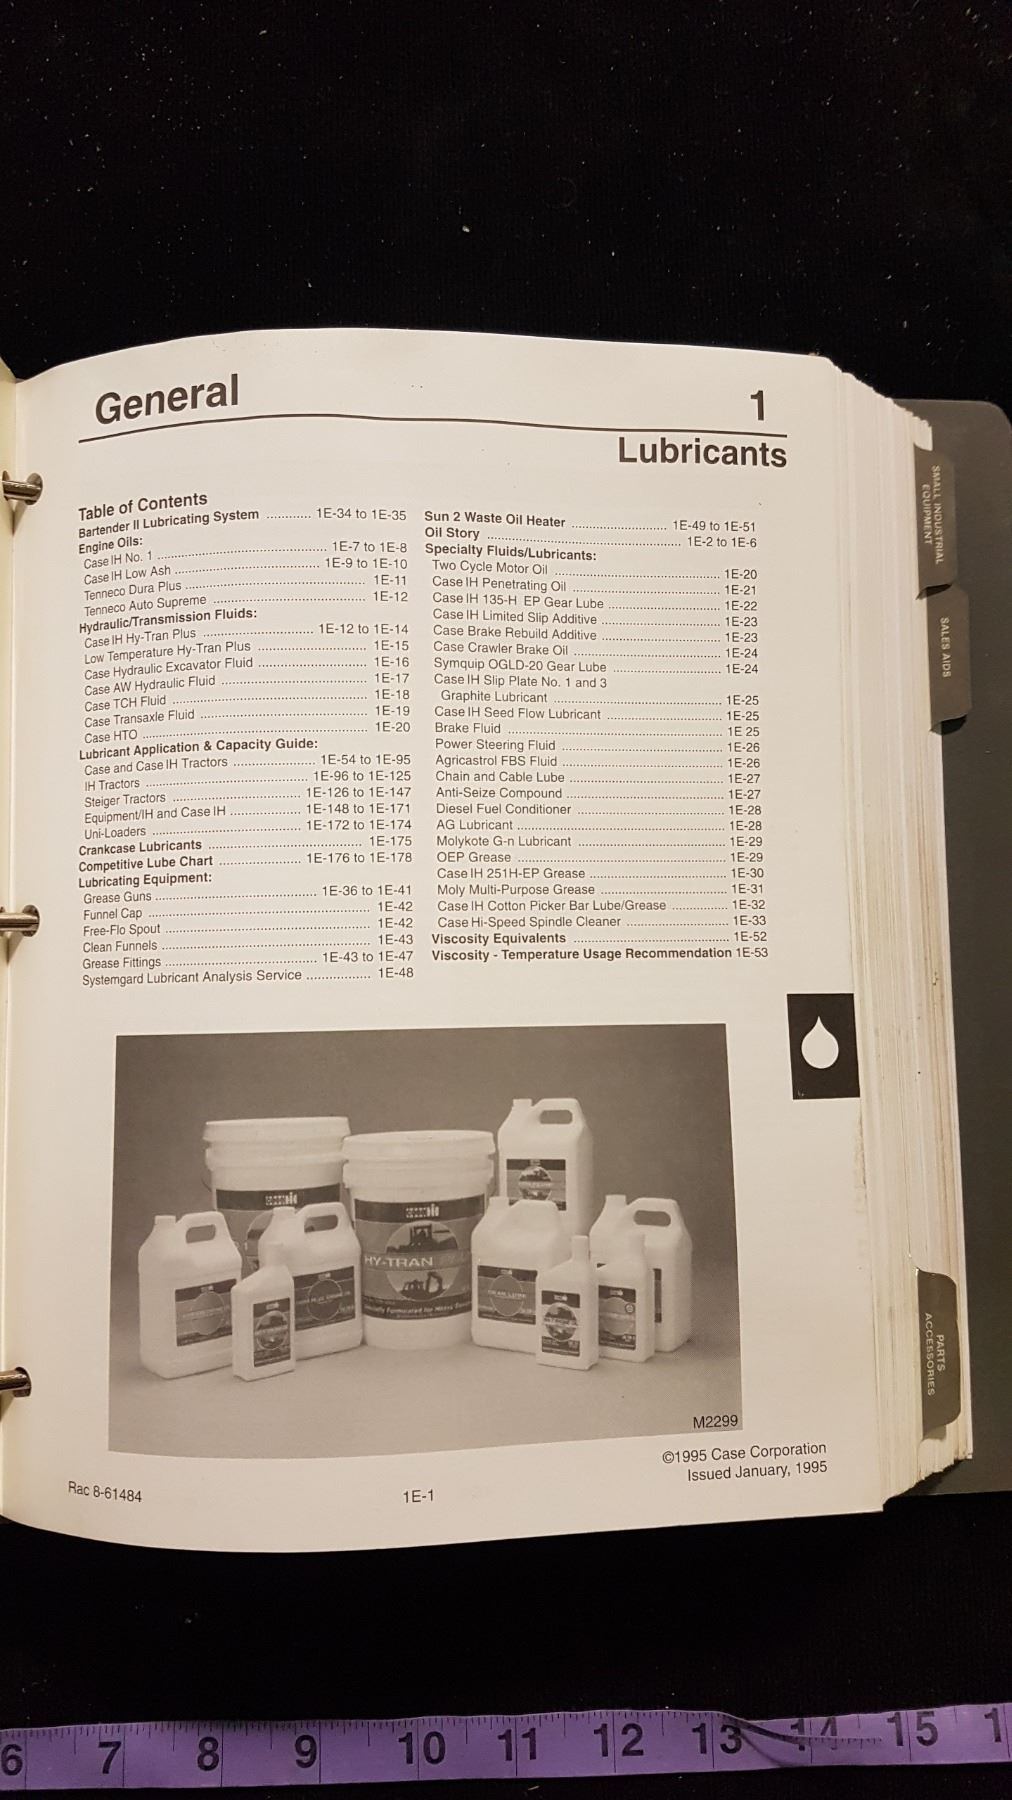 General
1
Lubricants
Table of Contents
Bartender II Lubricating System ............ 1E-34 to 1E-35
Engine Oils:
Case IH No. 1 ............ 1E-7 to 1E-8
Case IH Low Ash ............ 1E-9 to 1E-10
Tenneco Dura Plus ............ 1E-11
Tenneco Auto Supreme ............ 1E-12
Hydraulic/Transmission Fluids:
Case IH Hy-Tran Plus ............ 1E-12 to 1E-14
Low Temperature Hy-Tran Plus ............ 1E-15
Case Hydraulic Excavator Fluid ............ 1E-16
Case AW Hydraulic Fluid ............ 1E-17
Case TCH Fluid ............ 1E-18
Case Transaxle Fluid ............ 1E-19
Case HTO ............ 1E-20
Lubricant Application & Capacity Guide:
Case and Case IH Tractors ............ 1E-54 to 1E-95
IH Tractors ............ 1E-96 to 1E-125
Steiger Tractors ............ 1E-126 to 1E-147
Equipment/IH and Case IH ............ 1E-148 to 1E-171
Uni-Loaders ............ 1E-172 to 1E-174
Crankcase Lubricants ............ 1E-175
Competitive Lube Chart ............ 1E-176 to 1E-178
Lubricating Equipment:
Grease Guns ............ 1E-36 to 1E-41
Funnel Cap ............ 1E-42
Free-Flo Spout ............ 1E-42
Clean Funnels ............ 1E-43
Grease Fittings ............ 1E-43 to 1E-47
Systemgard Lubricant Analysis Service ............ 1E-48
Sun 2 Waste Oil Heater ............ 1E-49 to 1E-51
Oil Story ............ 1E-2 to 1E-6
Specialty Fluids/Lubricants:
Two Cycle Motor Oil ............ 1E-20
Case IH Penetrating Oil ............ 1E-21
Case IH 135-H EP Gear Lube ............ 1E-22
Case IH Limited Slip Additive ............ 1E-23
Case Brake Rebuild Additive ............ 1E-23
Case Crawler Brake Oil ............ 1E-24
Symquip OGLD-20 Gear Lube ............ 1E-24
Case IH Slip Plate No. 1 and 3
Graphite Lubricant ............ 1E-25
Case IH Seed Flow Lubricant ............ 1E-25
Brake Fluid ............ 1E 25
Power Steering Fluid ............ 1E-26
Agricastrol FBS Fluid ............ 1E-26
Chain and Cable Lube ............ 1E-27
Anti-Seize Compound ............ 1E-27
Diesel Fuel Conditioner ............ 1E-28
AG Lubricant ............ 1E-28
Molykote G-n Lubricant ............ 1E-29
OEP Grease ............ 1E-29
Case IH 251H-EP Grease ............ 1E-30
Moly Multi-Purpose Grease ............ 1E-31
Case IH Cotton Picker Bar Lube/Grease ............ 1E-32
Case Hi-Speed Spindle Cleaner ............ 1E-33
Viscosity Equivalents ............ 1E-52
Viscosity - Temperature Usage Recommendation 1E-53
HY-TRAN
M2299
©1995 Case Corporation
Issued January, 1995
Rac 8-61484
1E-1
SMALL INDUSTRIAL
EQUIPMENT
SALES AIDS
PARTS
ACCESSORIES
6 7 8 9 10 11 12 13 14 15 1